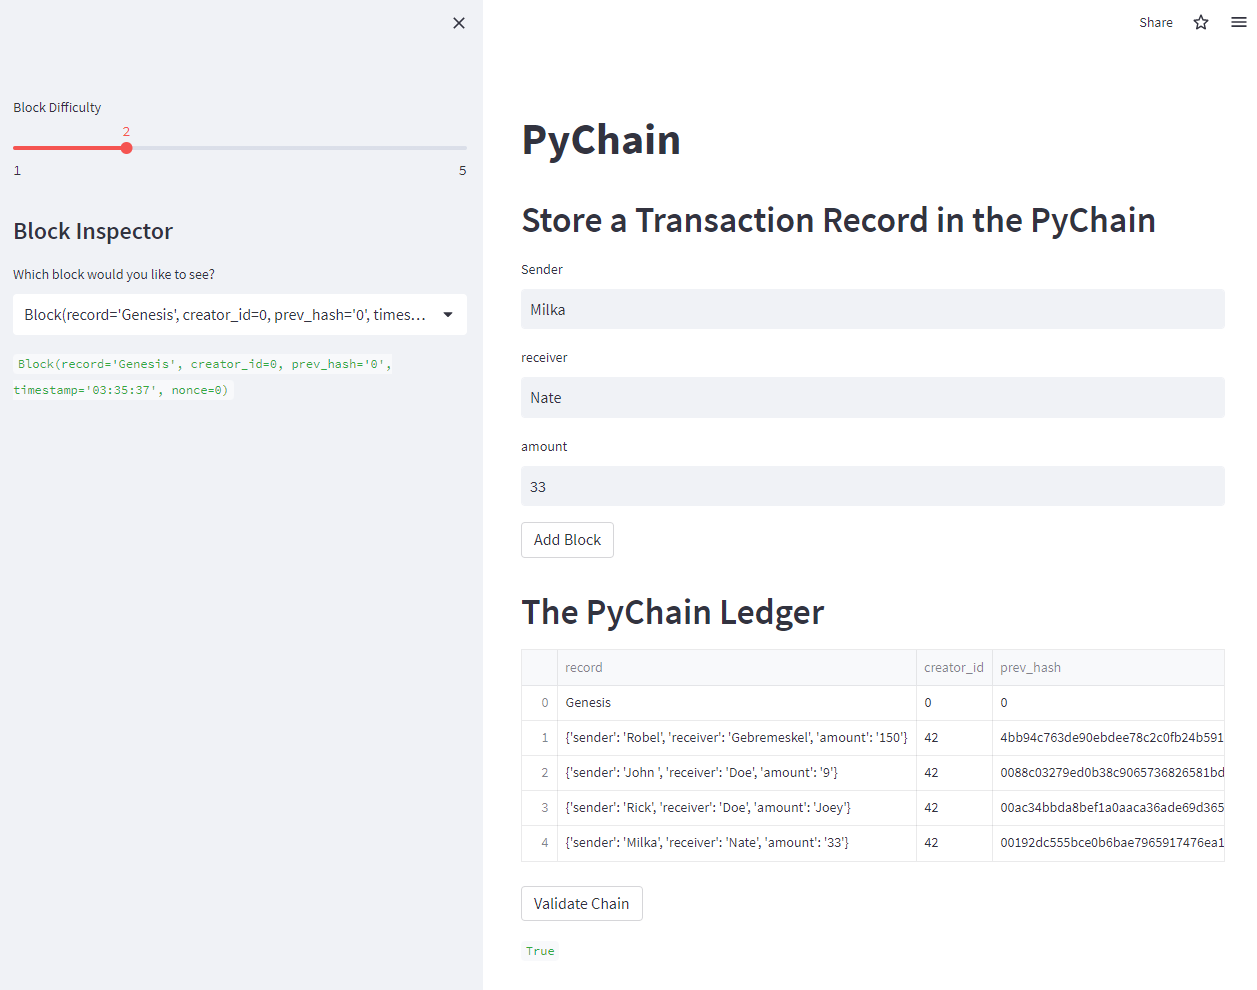 Share
Block Difficulty
2
1 5
Block Inspector
Which block would you like to see?
Block(record='Genesis', creator_id=0, prev_hash='0', times...
Block(record='Genesis', creator_id=0, prev_hash='0',
timestamp='03:35:37', nonce=0)
PyChain
Store a Transaction Record in the PyChain
Sender
Milka
receiver
Nate
amount
33
Add Block
The PyChain Ledger
record creator_id prev_hash
0 Genesis 0 0
1 {'sender': 'Robel', 'receiver': 'Gebremeskel', 'amount': '150'} 42 4bb94c763de90ebdee78c2c0fb24b591
2 {'sender': 'John ', 'receiver': 'Doe', 'amount': '9'} 42 0088c03279ed0b38c9065736826581bd
3 {'sender': 'Rick', 'receiver': 'Doe', 'amount': 'Joey'} 42 00ac34bbda8bef1a0aaca36ade69d365
4 {'sender': 'Milka', 'receiver': 'Nate', 'amount': '33'} 42 00192dc555bce0b6bae7965917476ea1
Validate Chain
True